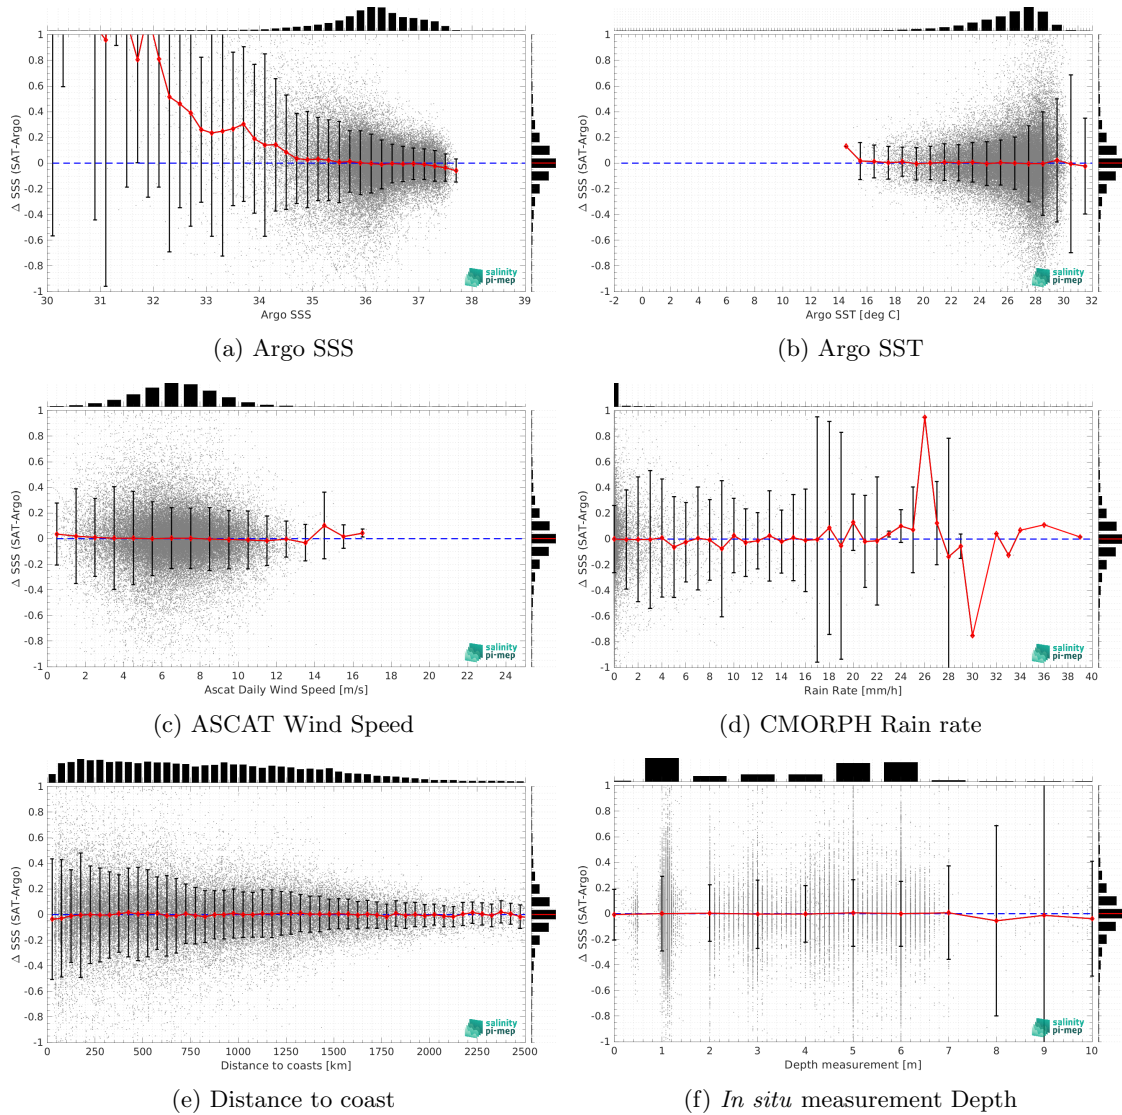 1
0.8
0.6
0.4
0.2
0
-0.2
-0.4
-0.6
-0.8
-1
Δ SSS (SAT-Argo)
30 31 32 33 34 35 36 37 38 39
Argo SSS
salinity
pi-mep
(a) Argo SSS
1
0.8
0.6
0.4
0.2
0
-0.2
-0.4
-0.6
-0.8
-1
Δ SSS (SAT-Argo)
-2 0 2 4 6 8 10 12 14 16 18 20 22 24 26 28 30 32
Argo SST [deg C]
salinity
pi-mep
(b) Argo SST
1
0.8
0.6
0.4
0.2
0
-0.2
-0.4
-0.6
-0.8
-1
Δ SSS (SAT-Argo)
0 2 4 6 8 10 12 14 16 18 20 22 24
Ascat Daily Wind Speed [m/s]
salinity
pi-mep
(c) ASCAT Wind Speed
1
0.8
0.6
0.4
0.2
0
-0.2
-0.4
-0.6
-0.8
-1
Δ SSS (SAT-Argo)
0 2 4 6 8 10 12 14 16 18 20 22 24 26 28 30 32 34 36 38 40
Rain Rate [mm/h]
salinity
pi-mep
(d) CMORPH Rain rate
1
0.8
0.6
0.4
0.2
0
-0.2
-0.4
-0.6
-0.8
-1
Δ SSS (SAT-Argo)
0 250 500 750 1000 1250 1500 1750 2000 2250 2500
Distance to coasts [km]
salinity
pi-mep
(e) Distance to coast
1
0.8
0.6
0.4
0.2
0
-0.2
-0.4
-0.6
-0.8
-1
Δ SSS (SAT-Argo)
0 1 2 3 4 5 6 7 8 9 10
Depth measurement [m]
salinity
pi-mep
(f) In situ measurement Depth